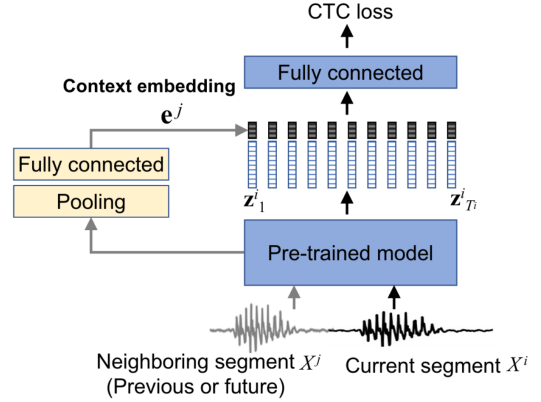 CTC loss
Fully connected
Context embedding
e^j
Fully connected
Pooling
z^i_1
z^i_{T_i}
Pre-trained model
Neighboring segment X^j
(Previous or future)
Current segment X^i